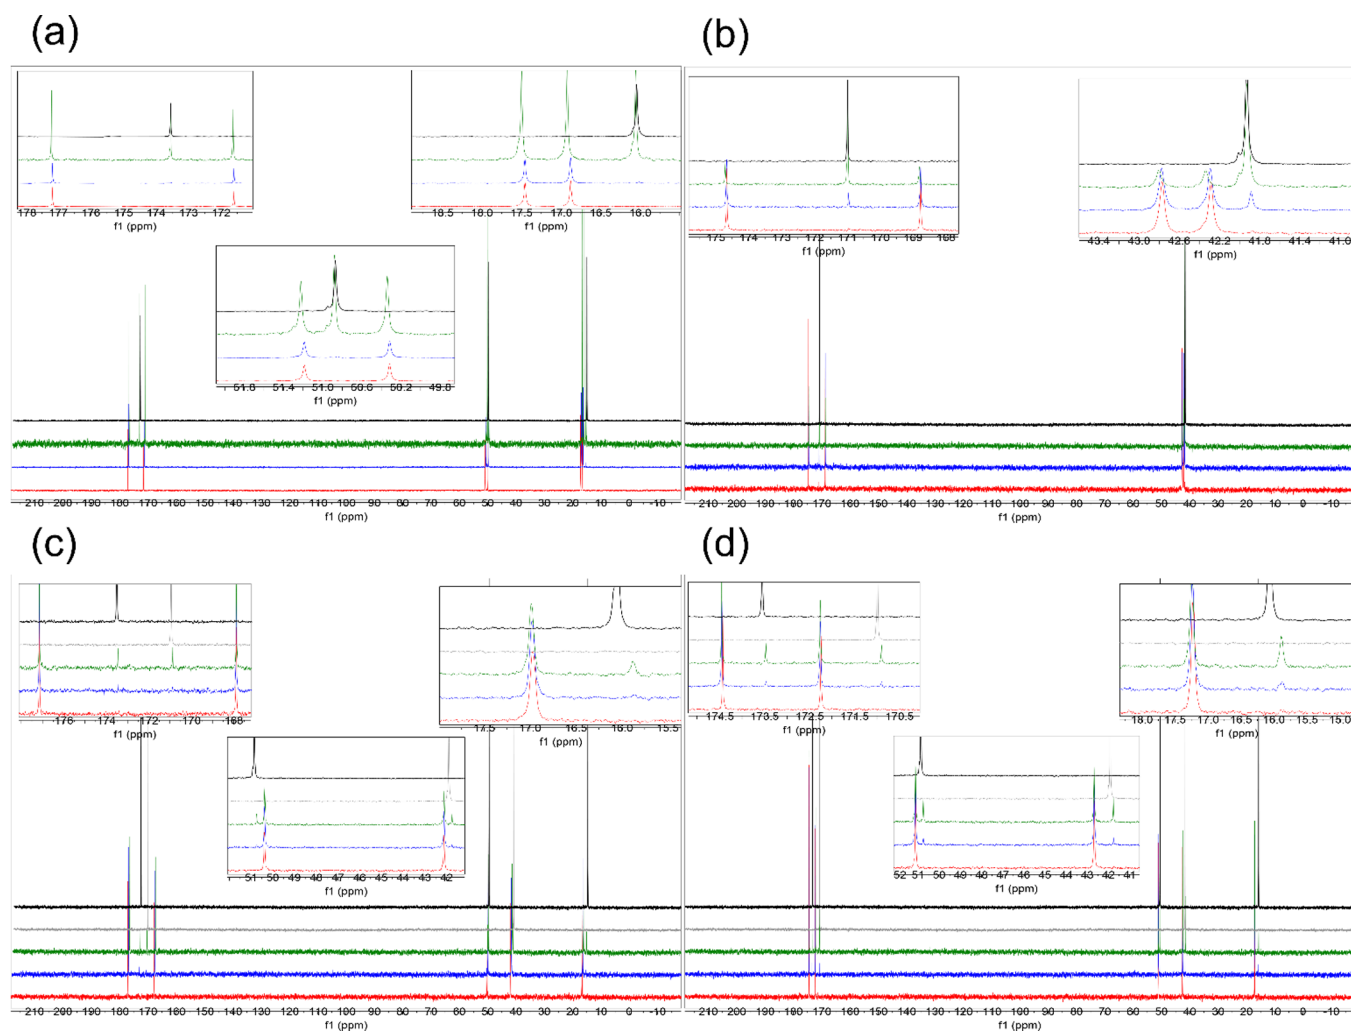 (a)
(b)
178 177 176 175 174 173 172
f1 (ppm)
18.5 18.0 17.5 17.0 16.5 16.0
f1 (ppm)
51.8 51.4 51.0 50.6 50.2 49.8
f1 (ppm)
210 200 190 180 170 160 150 140 130 120 110 100 90 80 70 60 50 40 30 20 10 0 -10
f1 (ppm)
175 174 173 172 171 170 169 168
f1 (ppm)
43.4 43.0 42.6 42.2 41.8 41.4 41.0
f1 (ppm)
210 200 190 180 170 160 150 140 130 120 110 100 90 80 70 60 50 40 30 20 10 0 -10
f1 (ppm)
(c)
(d)
176 174 172 170 168
f1 (ppm)
17.5 17.0 16.5 16.0 15.5
f1 (ppm)
51 50 49 48 47 46 45 44 43 42
f1 (ppm)
210 200 190 180 170 160 150 140 130 120 110 100 90 80 70 60 50 40 30 20 10 0 -10
f1 (ppm)
174.5 173.5 172.5 171.5 170.5
f1 (ppm)
18.0 17.5 17.0 16.5 16.0 15.5 15.0
f1 (ppm)
52 51 50 49 48 47 46 45 44 43 42 41
f1 (ppm)
210 200 190 180 170 160 150 140 130 120 110 100 90 80 70 60 50 40 30 20 10 0 -10
f1 (ppm)